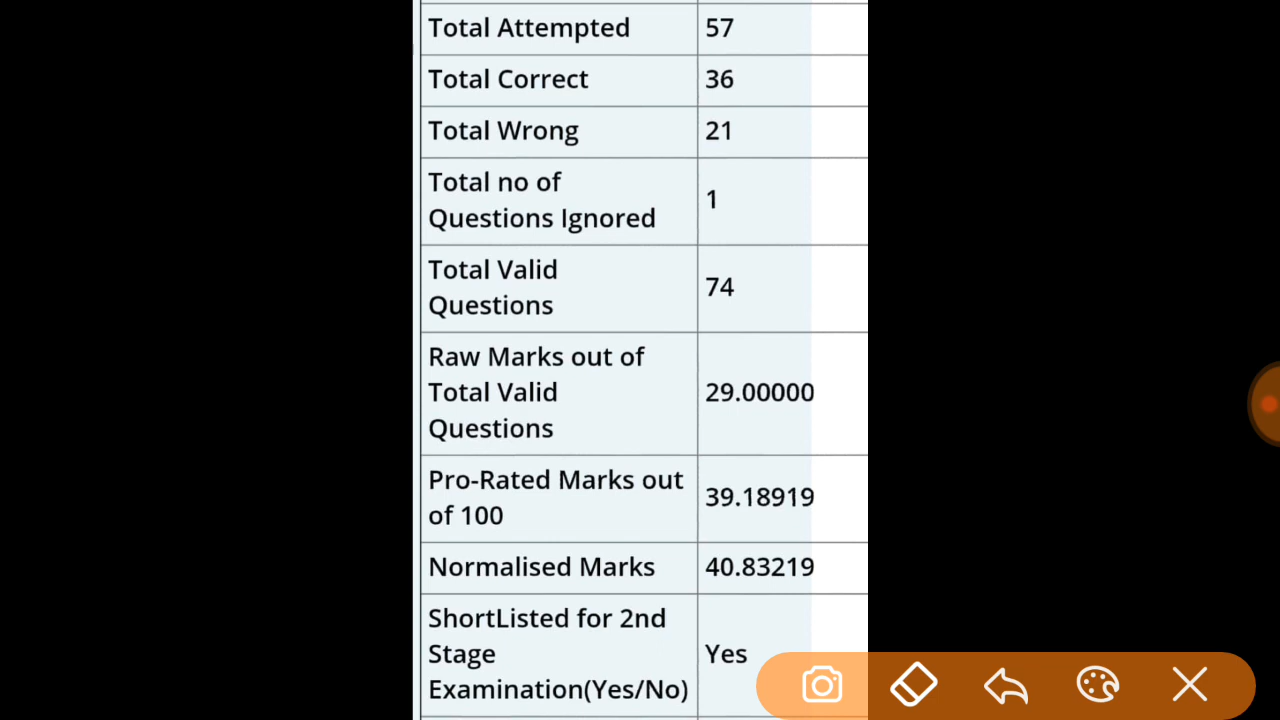 Total Attempted 57
Total Correct 36
Total Wrong 21
Total no of
Questions Ignored 1
Total Valid
Questions 74
Raw Marks out of
Total Valid
Questions 29.00000
Pro-Rated Marks out
of 100 39.18919
Normalised Marks 40.83219
ShortListed for 2nd
Stage
Examination(Yes/No) Yes